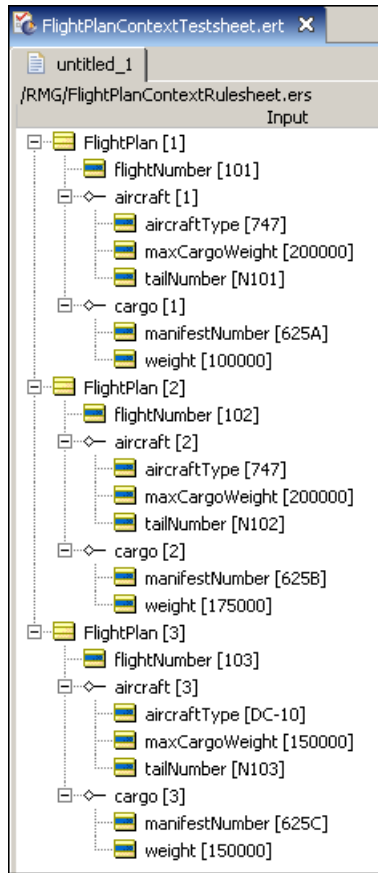 FlightPlanContextTestsheet.ert
untitled_1
/RMG/FlightPlanContextRulesheet.ers
Input
FlightPlan [1]
flightNumber [101]
aircraft [1]
aircraftType [747]
maxCargoWeight [200000]
tailNumber [N101]
cargo [1]
manifestNumber [625A]
weight [100000]
FlightPlan [2]
flightNumber [102]
aircraft [2]
aircraftType [747]
maxCargoWeight [200000]
tailNumber [N102]
cargo [2]
manifestNumber [625B]
weight [175000]
FlightPlan [3]
flightNumber [103]
aircraft [3]
aircraftType [DC-10]
maxCargoWeight [150000]
tailNumber [N103]
cargo [3]
manifestNumber [625C]
weight [150000]